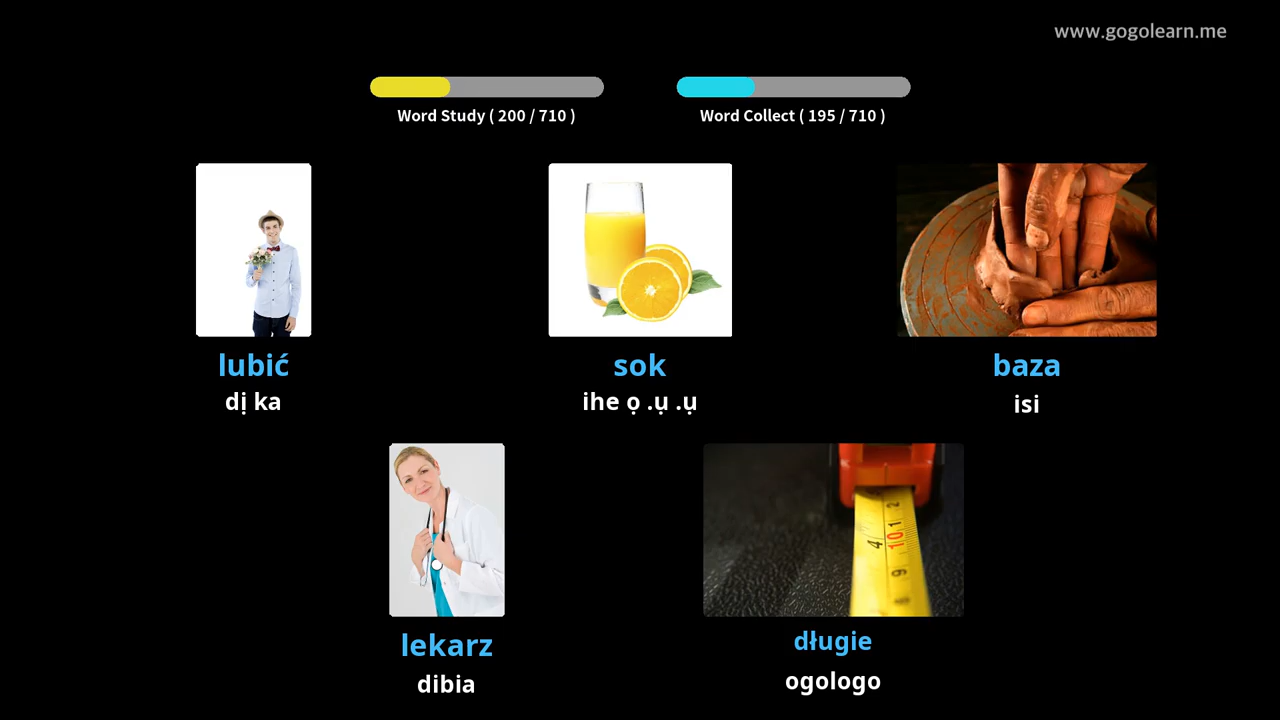 www.gogolearn.me
Word Study ( 200 / 710 )
Word Collect ( 195 / 710 )
lubić
dị ka
sok
ihe ọ .ụ .ụ
baza
isi
lekarz
dibia
długie
ogologo